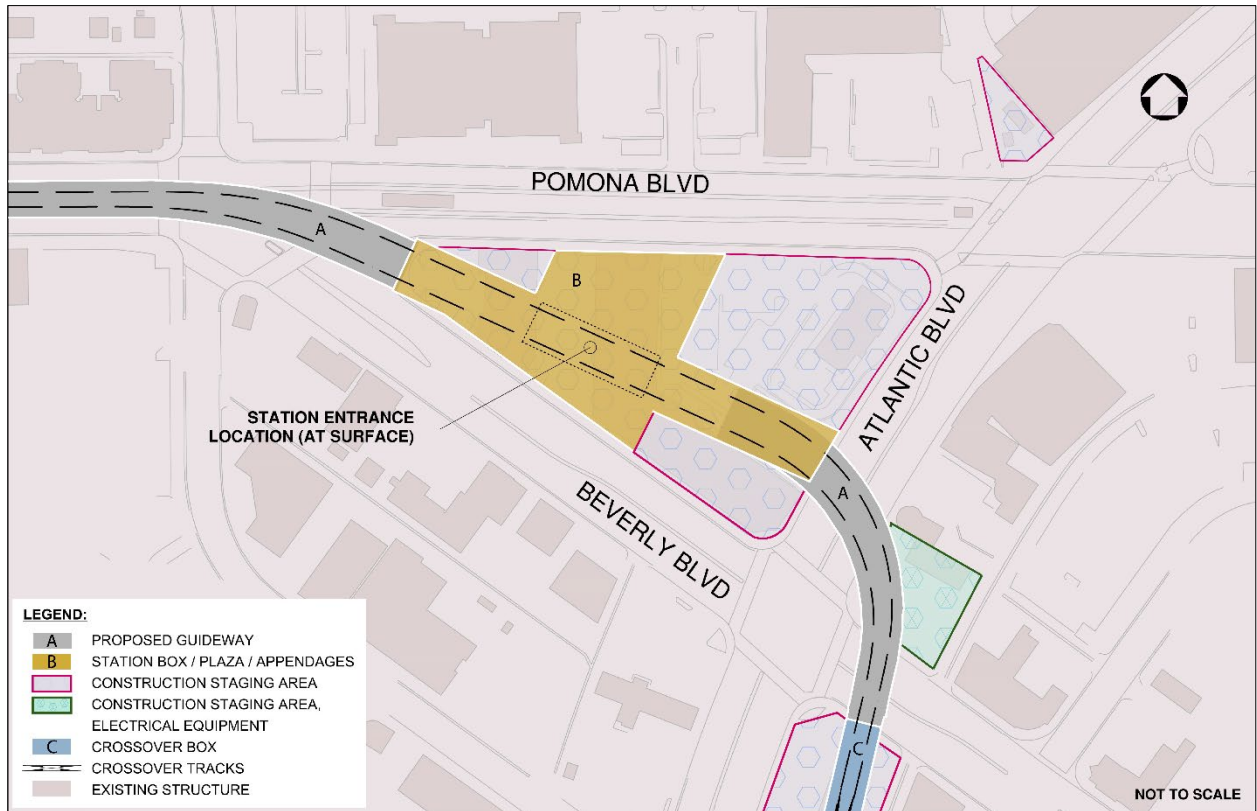 POMONA BLVD
A
B
ATLANTIC BLVD
STATION ENTRANCE
LOCATION (AT SURFACE)
A
BEVERLY BLVD
C
LEGEND:
A PROPOSED GUIDEWAY
B STATION BOX / PLAZA / APPENDAGES
CONSTRUCTION STAGING AREA
CONSTRUCTION STAGING AREA,
ELECTRICAL EQUIPMENT
C CROSSOVER BOX
CROSSOVER TRACKS
EXISTING STRUCTURE
NOT TO SCALE